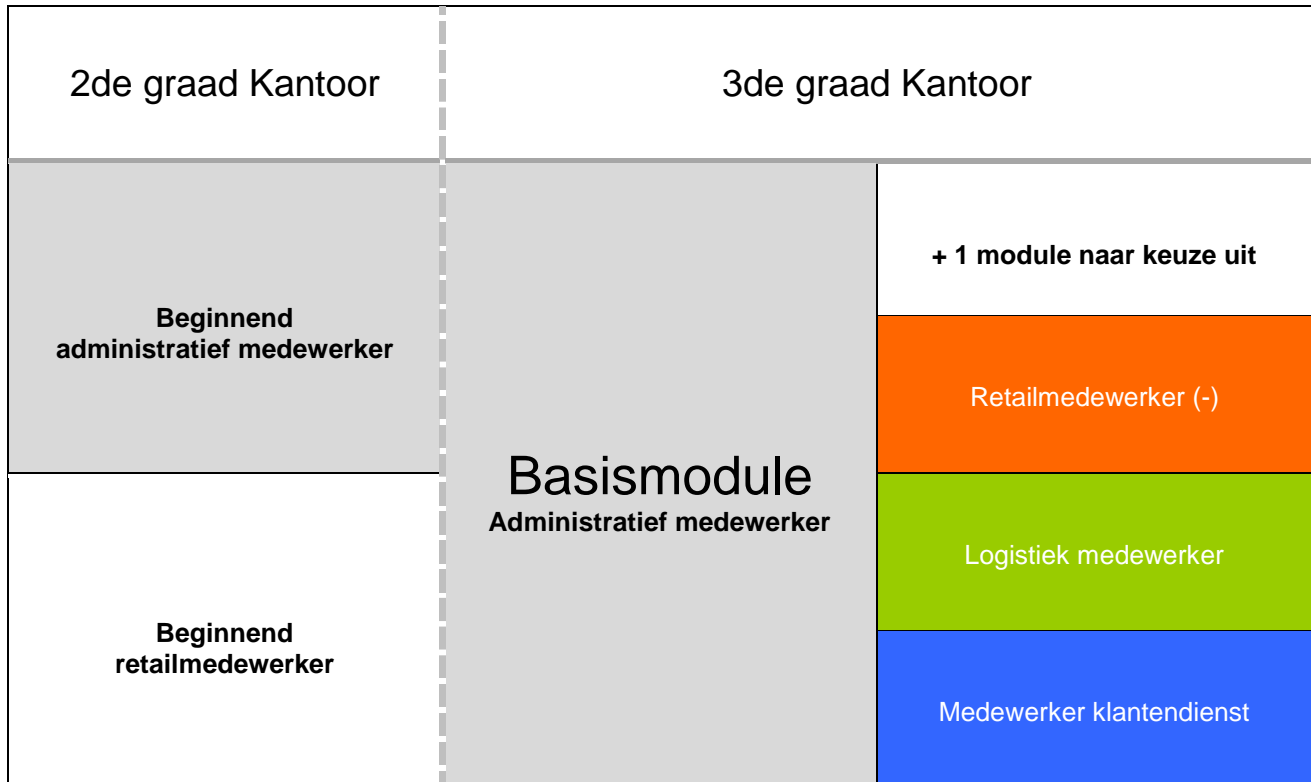 2de graad Kantoor
3de graad Kantoor
Beginnend
administratief medewerker
Beginnend
retailmedewerker
Basismodule
Administratief medewerker
+ 1 module naar keuze uit
Retailmedewerker (-)
Logistiek medewerker
Medewerker klantendienst